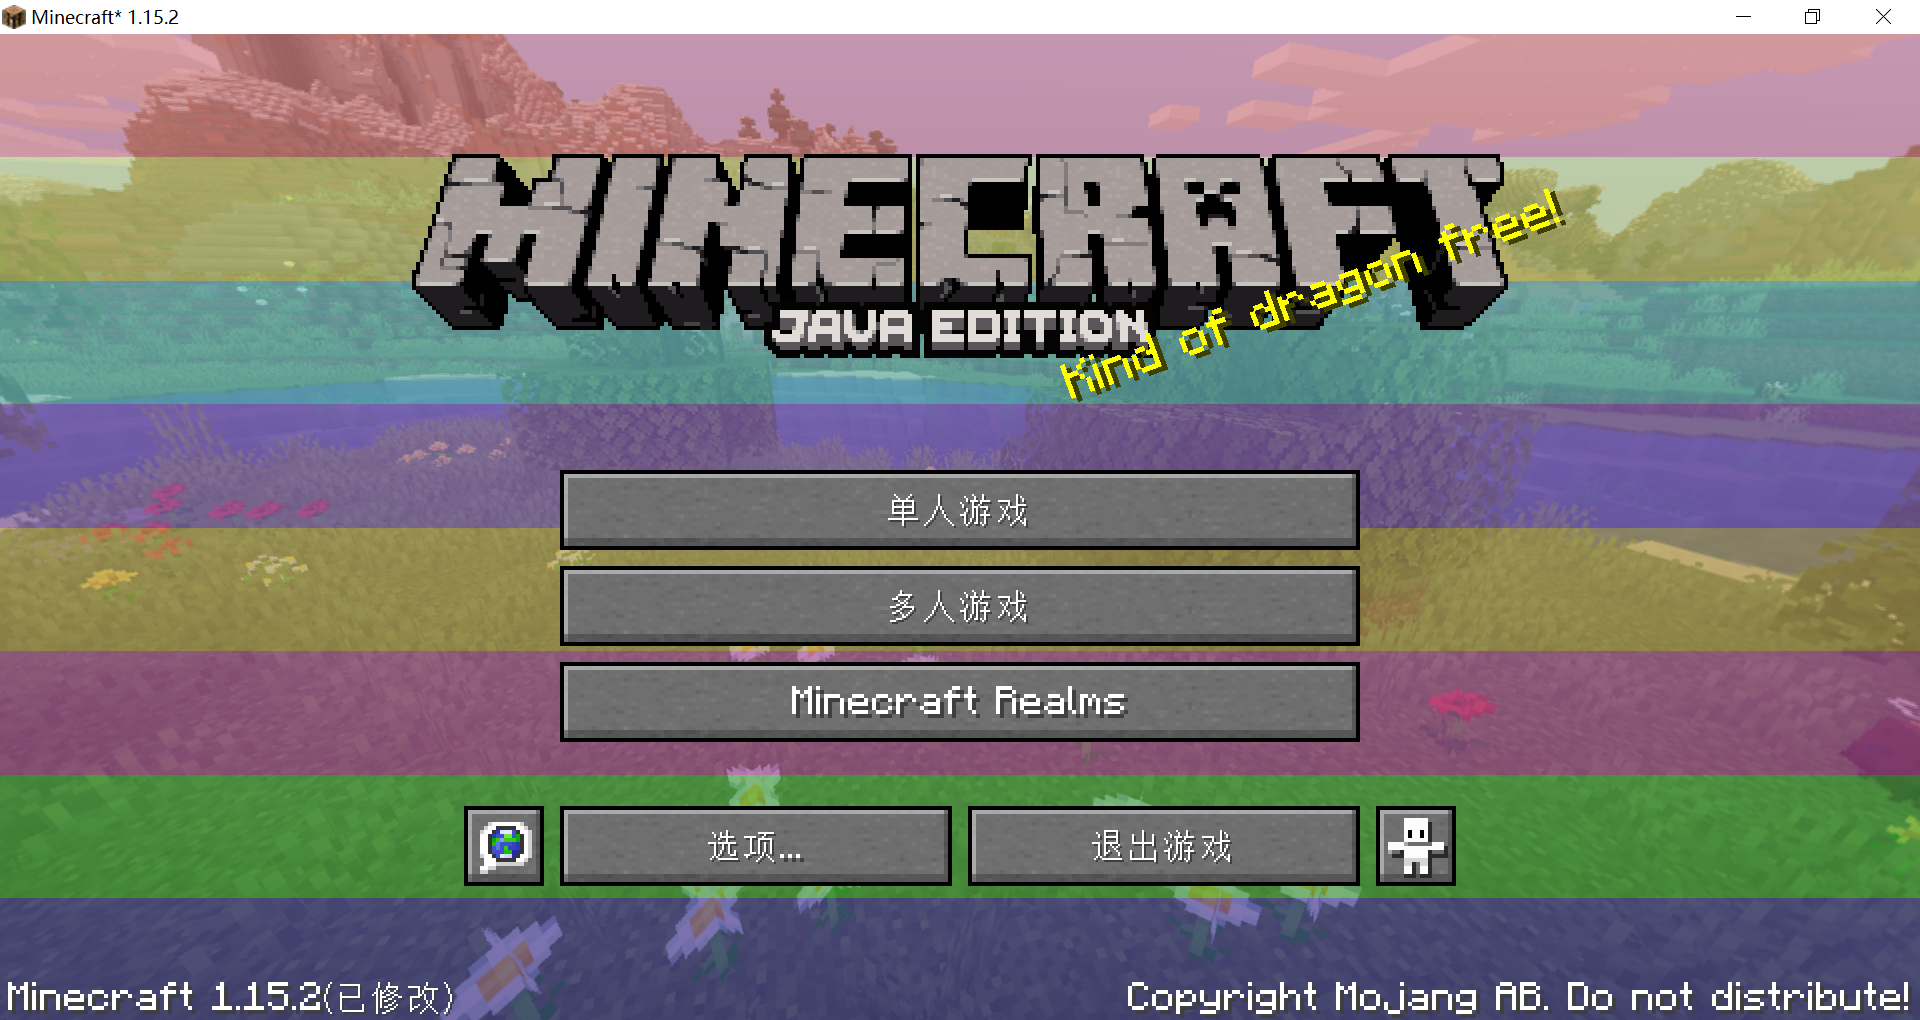 Minecraft* 1.15.2
MINECRAFT
JAVA EDITION
Kind of dragon free!
单人游戏
多人游戏
Minecraft Realms
选项...
退出游戏
Minecraft 1.15.2(已修改)
Copyright Mojang AB. Do not distribute!